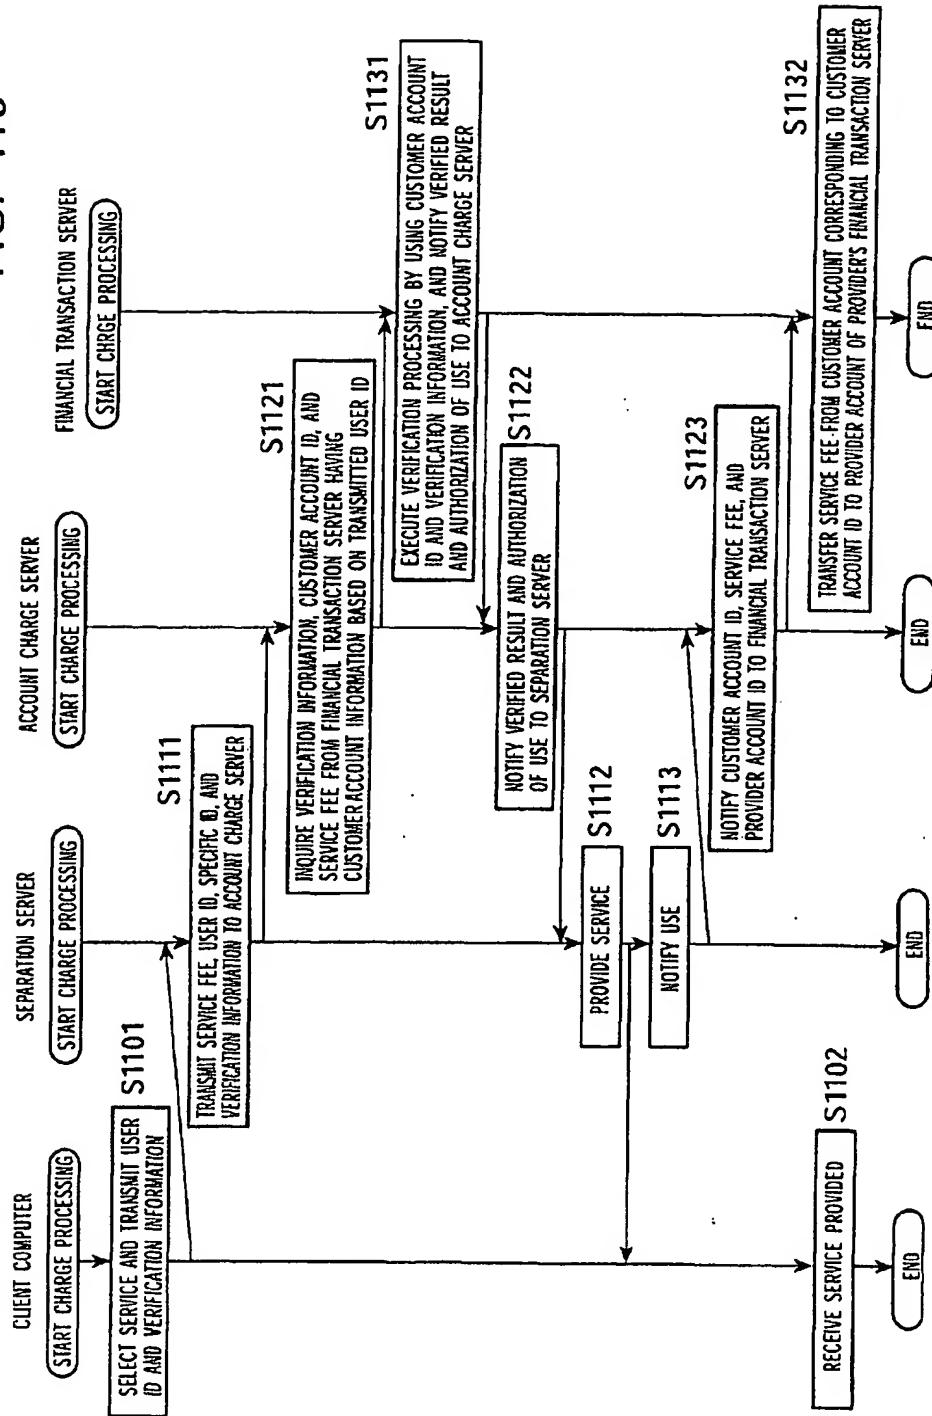 CLIENT COMPUTER
START CHARGE PROCESSING
SELECT SERVICE AND TRANSMIT USER
ID AND VERIFICATION INFORMATION
S1101
RECEIVE SERVICE PROVIDED
S1102
END
SEPARATION SERVER
START CHARGE PROCESSING
TRANSMIT SERVICE FEE, USER ID, SPECIFIC ID, AND
VERIFICATION INFORMATION TO ACCOUNT CHARGE SERVER
S1111
PROVIDE SERVICE
S1112
NOTIFY USE
S1113
END
ACCOUNT CHARGE SERVER
START CHARGE PROCESSING
INQUIRE VERIFICATION INFORMATION, CUSTOMER ACCOUNT ID, AND
SERVICE FEE FROM FINANCIAL TRANSACTION SERVER HAVING
CUSTOMER ACCOUNT INFORMATION BASED ON TRANSMITTED USER ID
S1121
NOTIFY VERIFIED RESULT AND AUTHORIZATION
OF USE TO SEPARATION SERVER
S1122
NOTIFY CUSTOMER ACCOUNT ID, SERVICE FEE, AND
PROVIDER ACCOUNT ID TO FINANCIAL TRANSACTION SERVER
S1123
END
FINANCIAL TRANSACTION SERVER
START CHRGE PROCESSING
EXECUTE VERIFICATION PROCESSING BY USING CUSTOMER ACCOUNT
ID AND VERIFICATION INFORMATION, AND NOTIFY VERIFIED RESULT
AND AUTHORIZATION OF USE TO ACCOUNT CHARGE SERVER
S1131
TRANSFER SERVICE FEE FROM CUSTOMER ACCOUNT CORRESPONDING TO CUSTOMER
ACCOUNT ID TO PROVIDER ACCOUNT OF PROVIDER'S FINANCIAL TRANSACTION SERVER
S1132
END